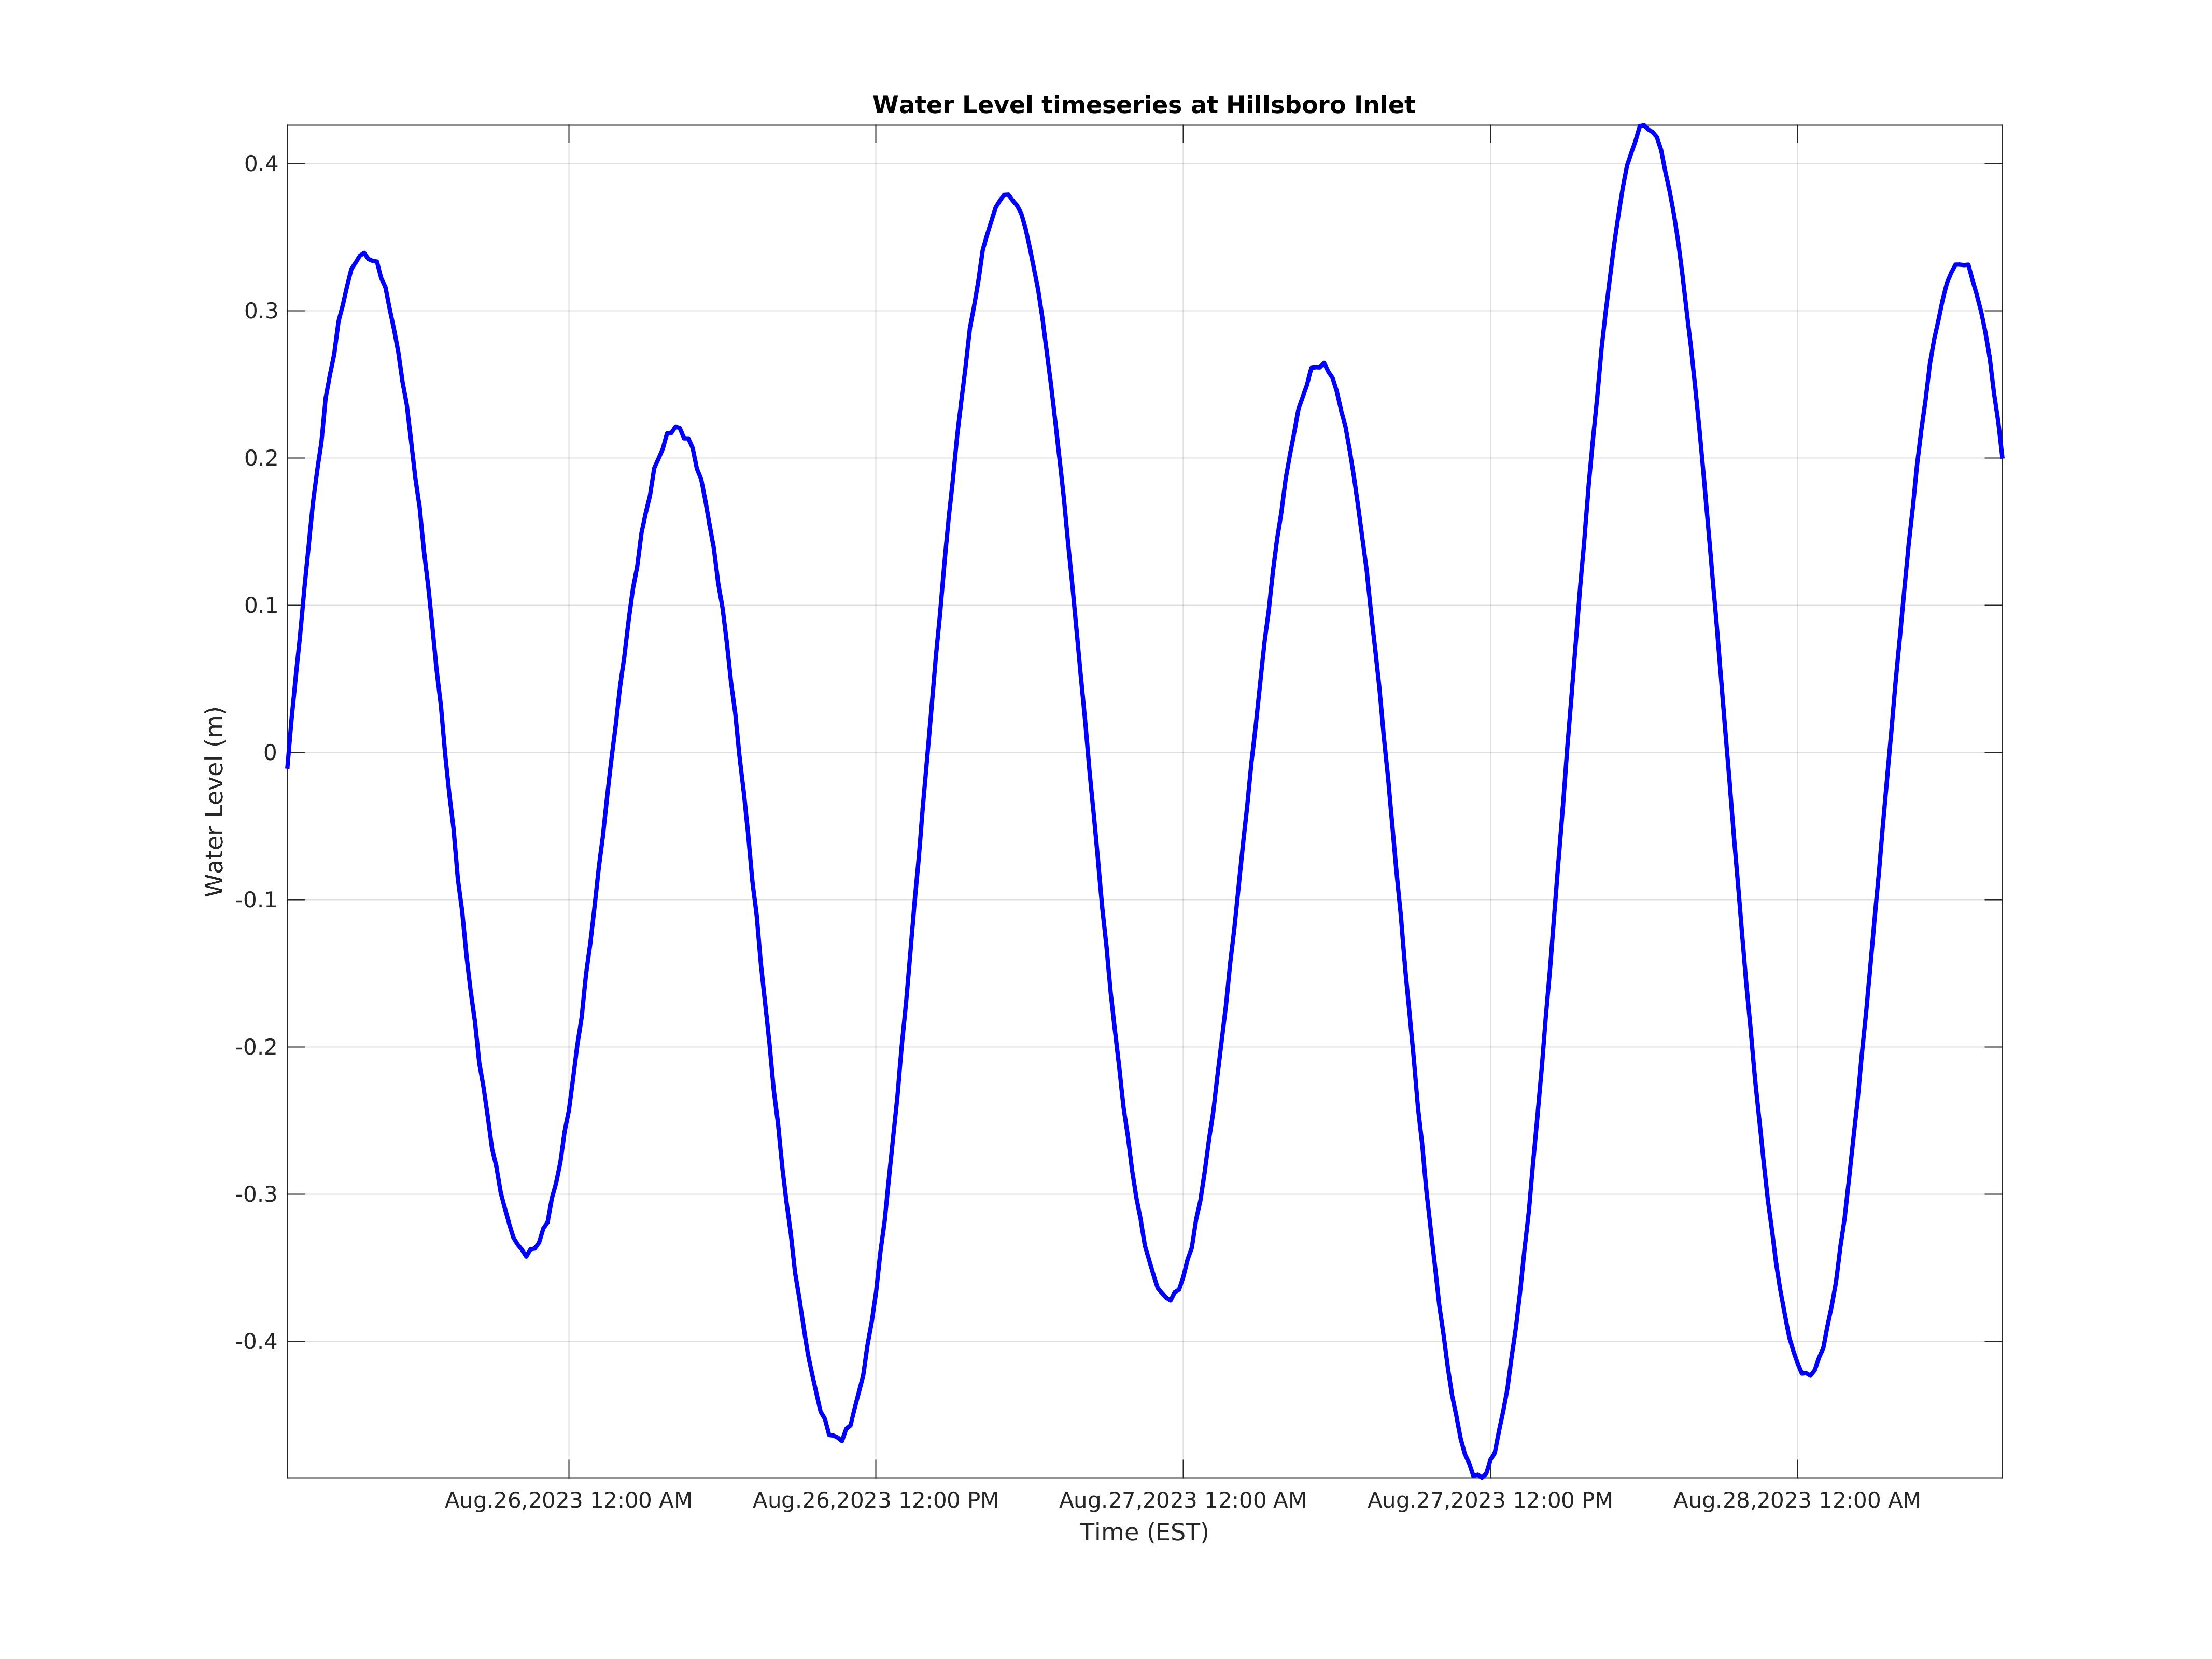 Water Level timeseries at Hillsboro Inlet
0.4
0.3
0.2
0.1
0
-0.1
-0.2
-0.3
-0.4
Water Level (m)
Aug.26,2023 12:00 AM Aug.26,2023 12:00 PM Aug.27,2023 12:00 AM Aug.27,2023 12:00 PM Aug.28,2023 12:00 AM
Time (EST)